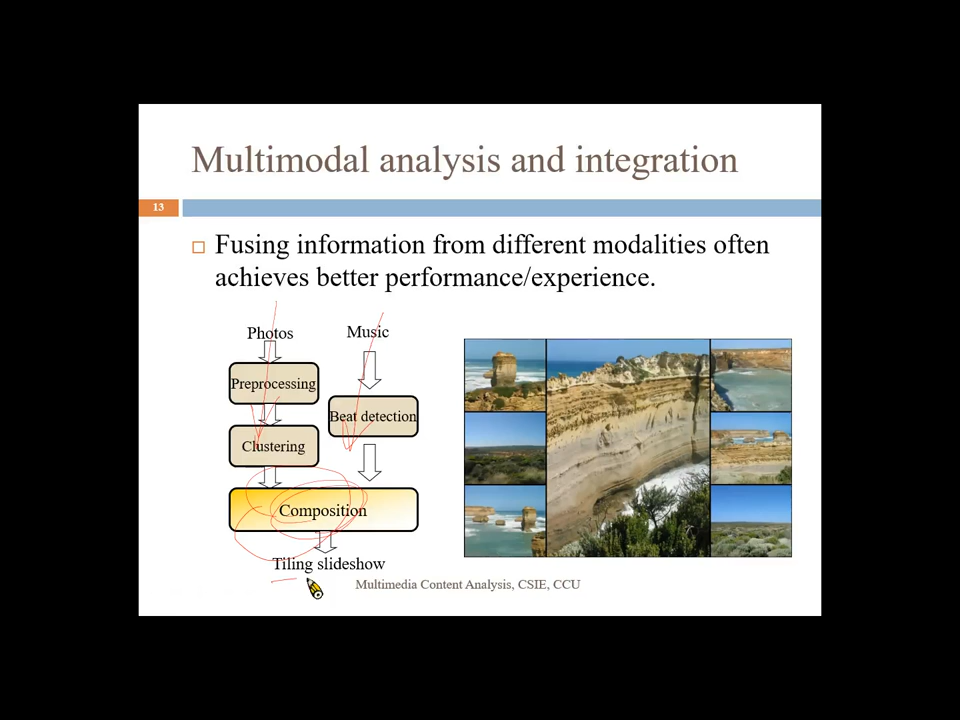 Multimodal analysis and integration
13
Fusing information from different modalities often
achieves better performance/experience.
Photos
Music
Preprocessing
Beat detection
Clustering
Composition
Tiling slideshow
Multimedia Content Analysis, CSIE, CCU